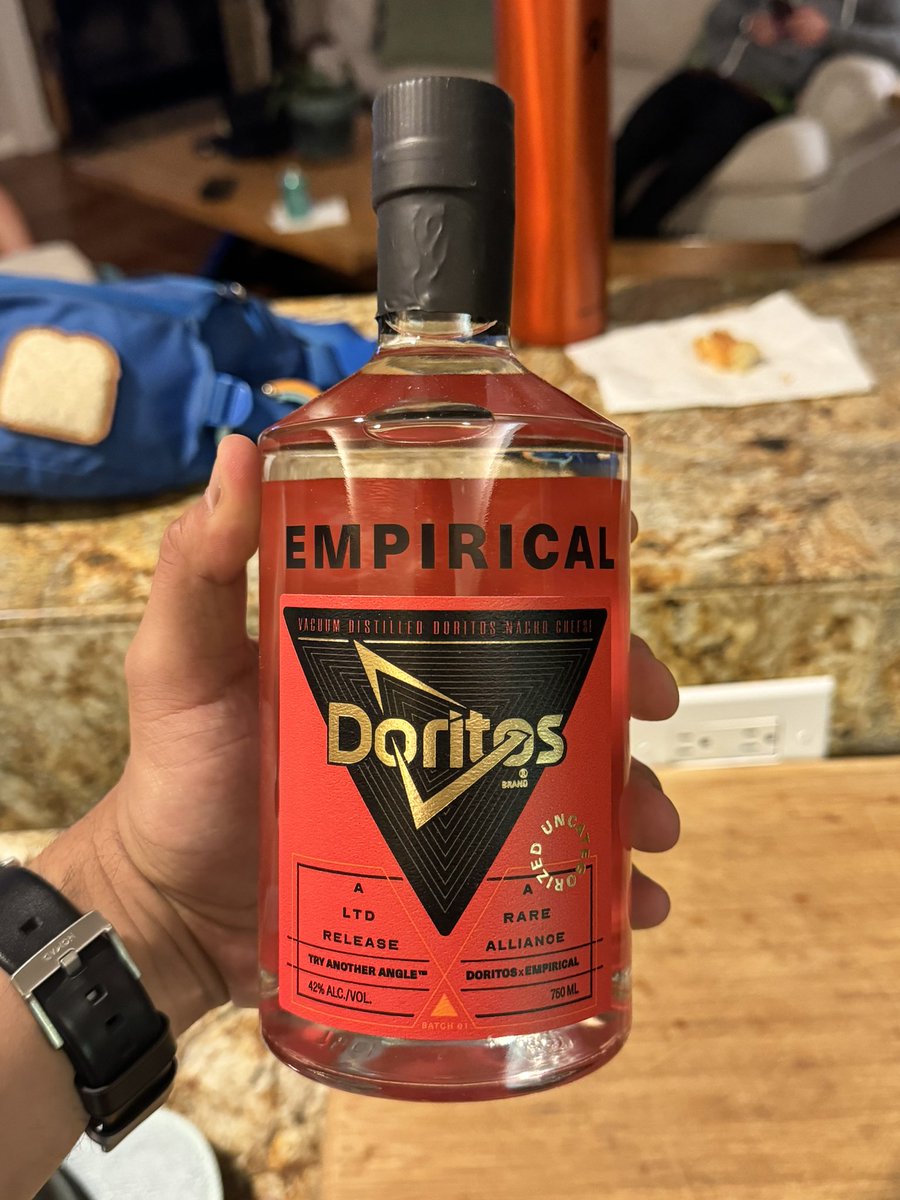 EMPIRICAL
VACUUM DISTILLED DORITOS NACHO CHEESE
Doritos
®
BRAND
UNCATEGORIZED
A
LTD
RELEASE
TRY ANOTHER ANGLE™
42% ALC./VOL.
A
RARE
ALLIANCE
DORITOS x EMPIRICAL
750 ML
BATCH 01